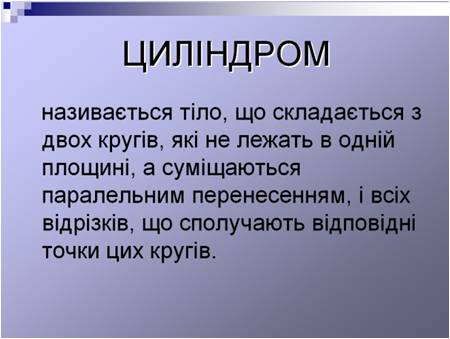 ЦИЛІНДРОМ
називається тіло, що складається з
двох кругів, які не лежать в одній
площині, а суміщаються
паралельним перенесенням, і всіх
відрізків, що сполучають відповідні
точки цих кругів.